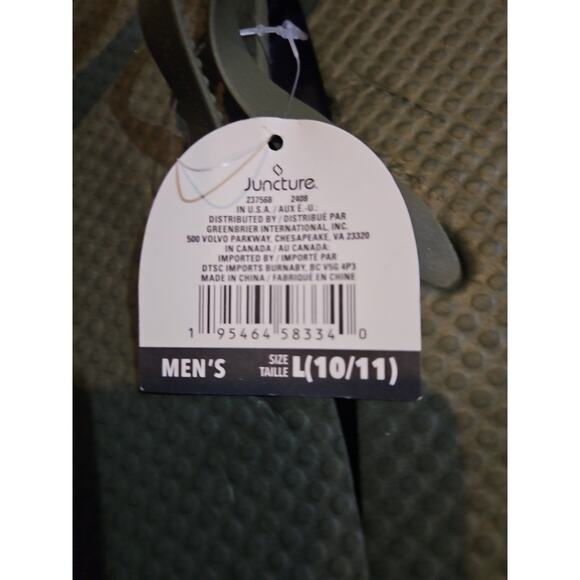 Juncture
237568 2408
IN U.S.A. / AUX É.-U.:
DISTRIBUTED BY / DISTRIBUÉ PAR
GREENBRIER INTERNATIONAL, INC.
500 VOLVO PARKWAY, CHESAPEAKE, VA 23320
IN CANADA / AU CANADA:
IMPORTED BY / IMPORTÉ PAR
DTSC IMPORTS BURNABY, BC V5G 4P3
MADE IN CHINA / FABRIQUÉ EN CHINE
1 95464 58334 0
MEN'S SIZE TAILLE L(10/11)